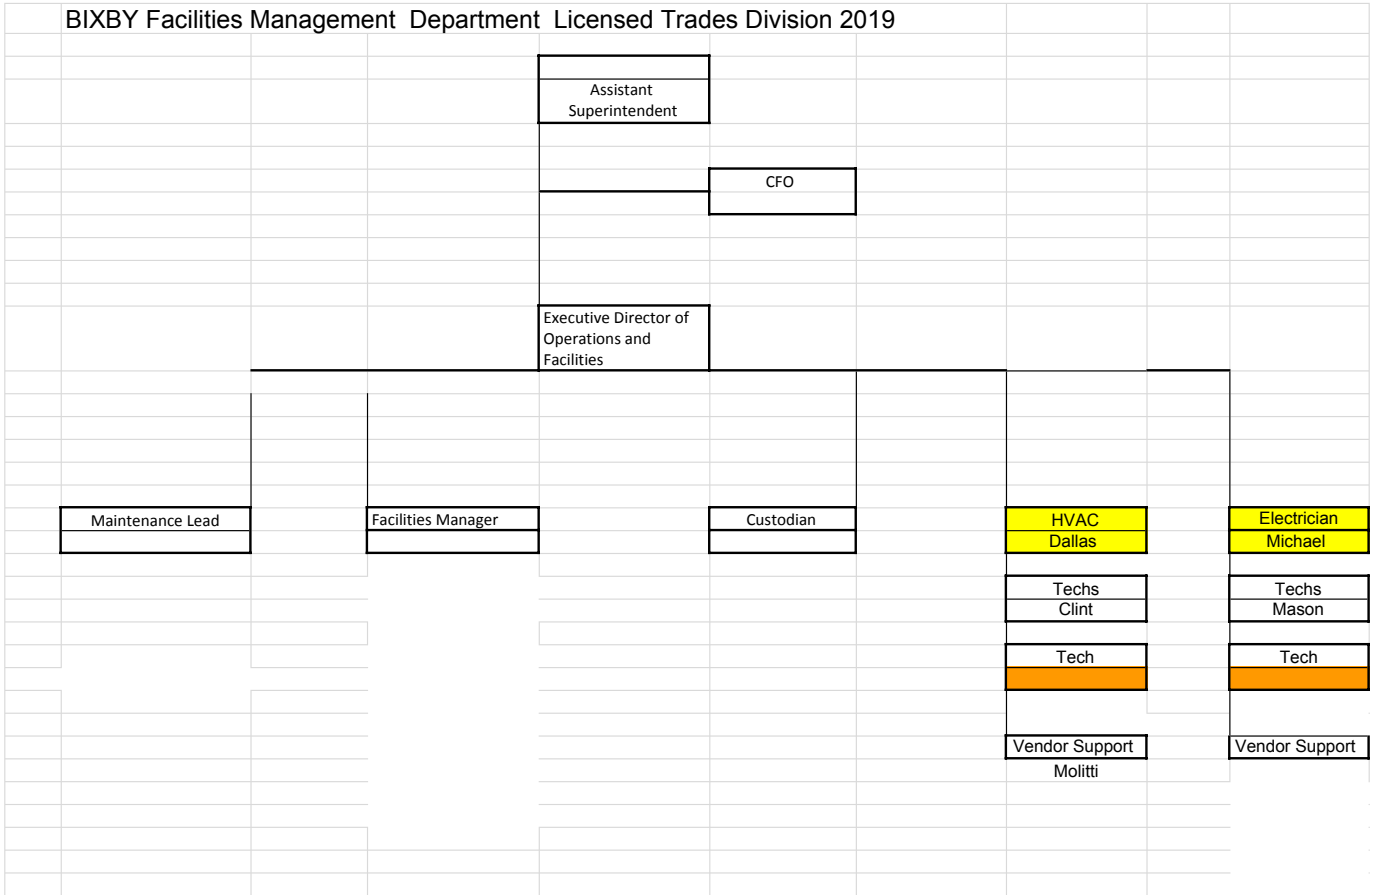 BIXBY Facilities Management  Department  Licensed Trades Division 2019
Assistant
Superintendent
CFO
Executive Director of
Operations and
Facilities
Maintenance Lead
Facilities Manager
Custodian
HVAC
Electrician
Dallas
Michael
Techs
Techs
Clint
Mason
Tech
Tech
Vendor Support
Vendor Support
Molitti